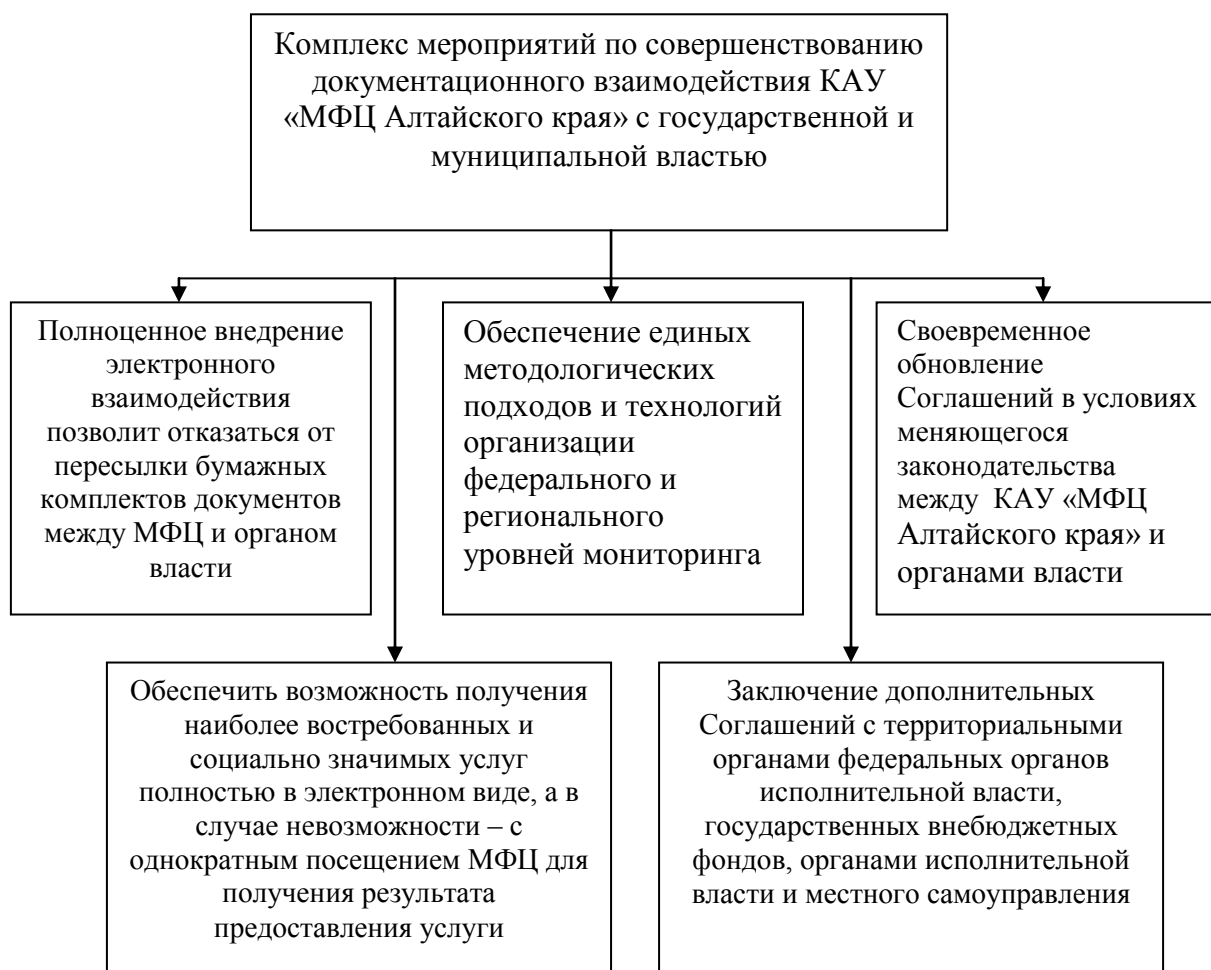 Комплекс мероприятий по совершенствованию
документационного взаимодействия КАУ
«МФЦ Алтайского края» с государственной и
муниципальной властью
Полноценное внедрение
электронного
взаимодействия
позволит отказаться от
пересылки бумажных
комплектов документов
между МФЦ и органом
власти
Обеспечение единых
методологических
подходов и технологий
организации
федерального и
регионального
уровней мониторинга
Своевременное
обновление
Соглашений в условиях
меняющегося
законодательства
между КАУ «МФЦ
Алтайского края» и
органами власти
Обеспечить возможность получения
наиболее востребованных и
социально значимых услуг
полностью в электронном виде, а в
случае невозможности – с
однократным посещением МФЦ для
получения результата
предоставления услуги
Заключение дополнительных
Соглашений с территориальными
органами федеральных органов
исполнительной власти,
государственных внебюджетных
фондов, органами исполнительной
власти и местного самоуправления